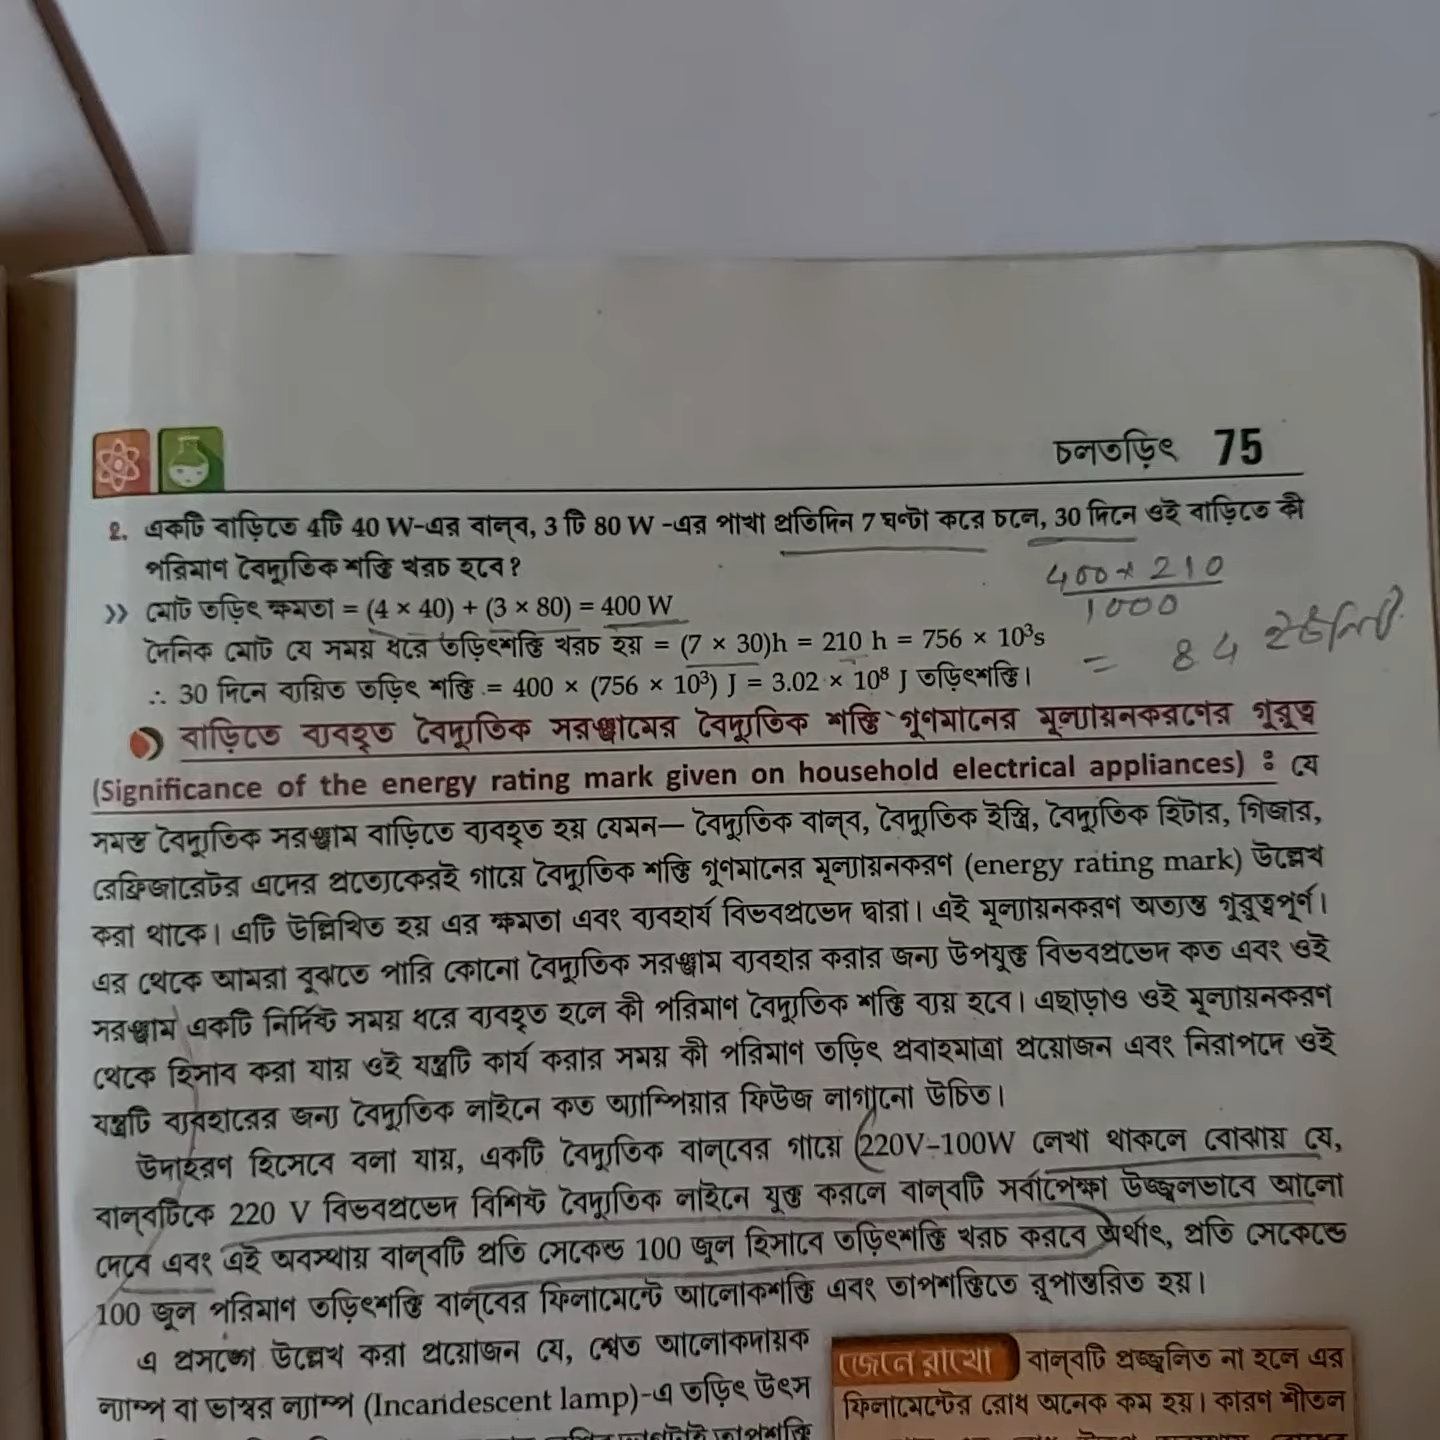 চলতড়িৎ 75
2. একটি বাড়িতে 4টি 40 W-এর বাল্‌ব, 3 টি 80 W -এর পাখা প্রতিদিন 7 ঘণ্টা করে চলে, 30 দিনে ওই বাড়িতে কী
পরিমাণ বৈদ্যুতিক শক্তি খরচ হবে?
400 × 210
1000
= 84 ইউনিট
》 মোট তড়িৎ ক্ষমতা = (4 × 40) + (3 × 80) = 400 W
দৈনিক মোট যে সময় ধরে তড়িৎশক্তি খরচ হয় = (7 × 30)h = 210 h = 756 × 10³s
∴ 30 দিনে ব্যয়িত তড়িৎ শক্তি = 400 × (756 × 10³) J = 3.02 × 10⁸ J তড়িৎশক্তি।
বাড়িতে ব্যবহৃত বৈদ্যুতিক সরঞ্জামের বৈদ্যুতিক শক্তি গুণমানের মূল্যায়নকরণের গুরুত্ব
(Significance of the energy rating mark given on household electrical appliances) : যে
সমস্ত বৈদ্যুতিক সরঞ্জাম বাড়িতে ব্যবহৃত হয় যেমন— বৈদ্যুতিক বাল্‌ব, বৈদ্যুতিক ইস্ত্রি, বৈদ্যুতিক হিটার, গিজার,
রেফ্রিজারেটর এদের প্রত্যেকেরই গায়ে বৈদ্যুতিক শক্তি গুণমানের মূল্যায়নকরণ (energy rating mark) উল্লেখ
করা থাকে। এটি উল্লিখিত হয় এর ক্ষমতা এবং ব্যবহার্য বিভবপ্রভেদ দ্বারা। এই মূল্যায়নকরণ অত্যন্ত গুরুত্বপূর্ণ।
এর থেকে আমরা বুঝতে পারি কোনো বৈদ্যুতিক সরঞ্জাম ব্যবহার করার জন্য উপযুক্ত বিভবপ্রভেদ কত এবং ওই
সরঞ্জাম একটি নির্দিষ্ট সময় ধরে ব্যবহৃত হলে কী পরিমাণ বৈদ্যুতিক শক্তি ব্যয় হবে। এছাড়াও ওই মূল্যায়নকরণ
থেকে হিসাব করা যায় ওই যন্ত্রটি কার্য করার সময় কী পরিমাণ তড়িৎ প্রবাহমাত্রা প্রয়োজন এবং নিরাপদে ওই
যন্ত্রটি ব্যবহারের জন্য বৈদ্যুতিক লাইনে কত অ্যাম্পিয়ার ফিউজ লাগানো উচিত।
উদাহরণ হিসেবে বলা যায়, একটি বৈদ্যুতিক বাল্‌বের গায়ে 220V–100W লেখা থাকলে বোঝায় যে,
বাল্‌বটিকে 220 V বিভবপ্রভেদ বিশিষ্ট বৈদ্যুতিক লাইনে যুক্ত করলে বাল্‌বটি সর্বাপেক্ষা উজ্জ্বলভাবে আলো
দেবে এবং এই অবস্থায় বাল্‌বটি প্রতি সেকেন্ড 100 জুল হিসাবে তড়িৎশক্তি খরচ করবে অর্থাৎ, প্রতি সেকেন্ডে
100 জুল পরিমাণ তড়িৎশক্তি বাল্‌বের ফিলামেন্টে আলোকশক্তি এবং তাপশক্তিতে রূপান্তরিত হয়।
এ প্রসঙ্গে উল্লেখ করা প্রয়োজন যে, শ্বেত আলোকদায়ক
ল্যাম্প বা ভাস্বর ল্যাম্প (Incandescent lamp)-এ তড়িৎ উৎস
জেনে রাখো বাল্‌বটি প্রজ্জ্বলিত না হলে এর
ফিলামেন্টের রোধ অনেক কম হয়। কারণ শীতল